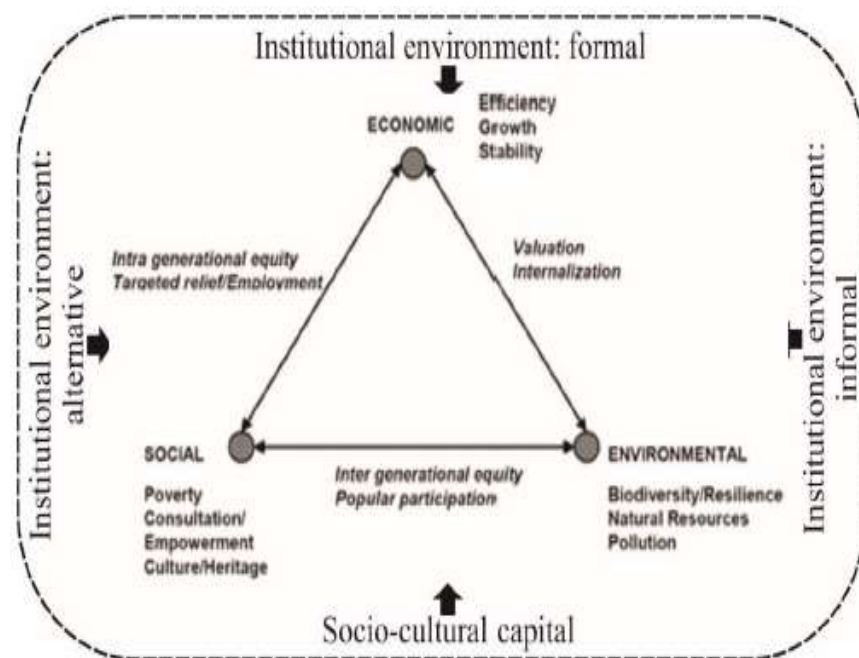 Institutional environment: formal
ECONOMIC
Efficiency
Growth
Stability
Institutional environment:
alternative
Intra generational equity
Targeted relief/Employment
Valuation
Internalization
Institutional environment:
informal
SOCIAL
Poverty
Consultation/
Empowerment
Culture/Heritage
Inter generational equity
Popular participation
ENVIRONMENTAL
Biodiversity/Resilience
Natural Resources
Pollution
Socio-cultural capital